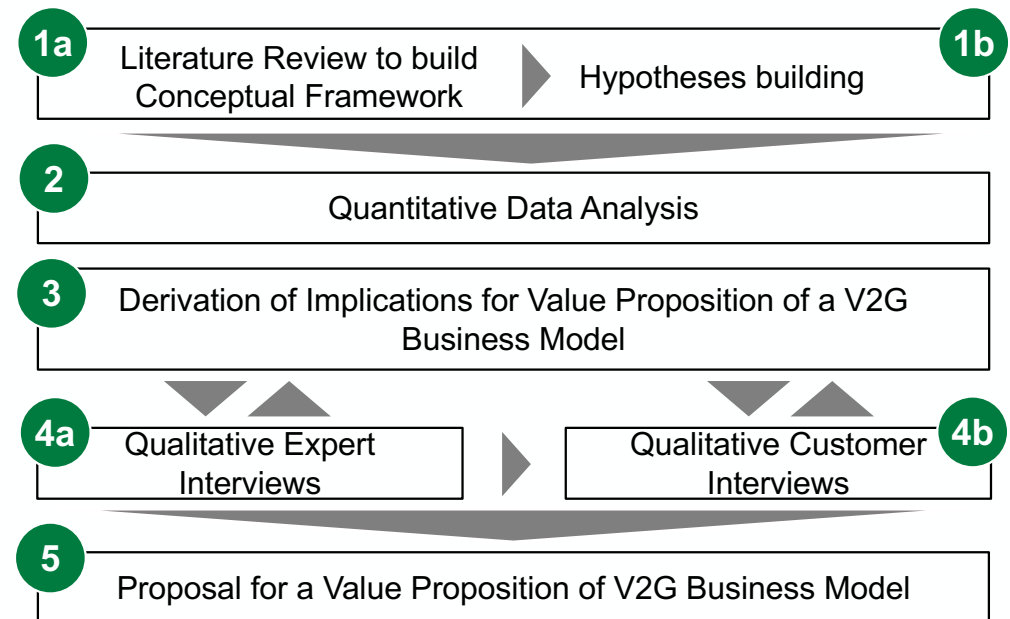 1a
Literature Review to build
Conceptual Framework
Hypotheses building
1b
2
Quantitative Data Analysis
3
Derivation of Implications for Value Proposition of a V2G
Business Model
4a
Qualitative Expert
Interviews
Qualitative Customer
Interviews
4b
5
Proposal for a Value Proposition of V2G Business Model